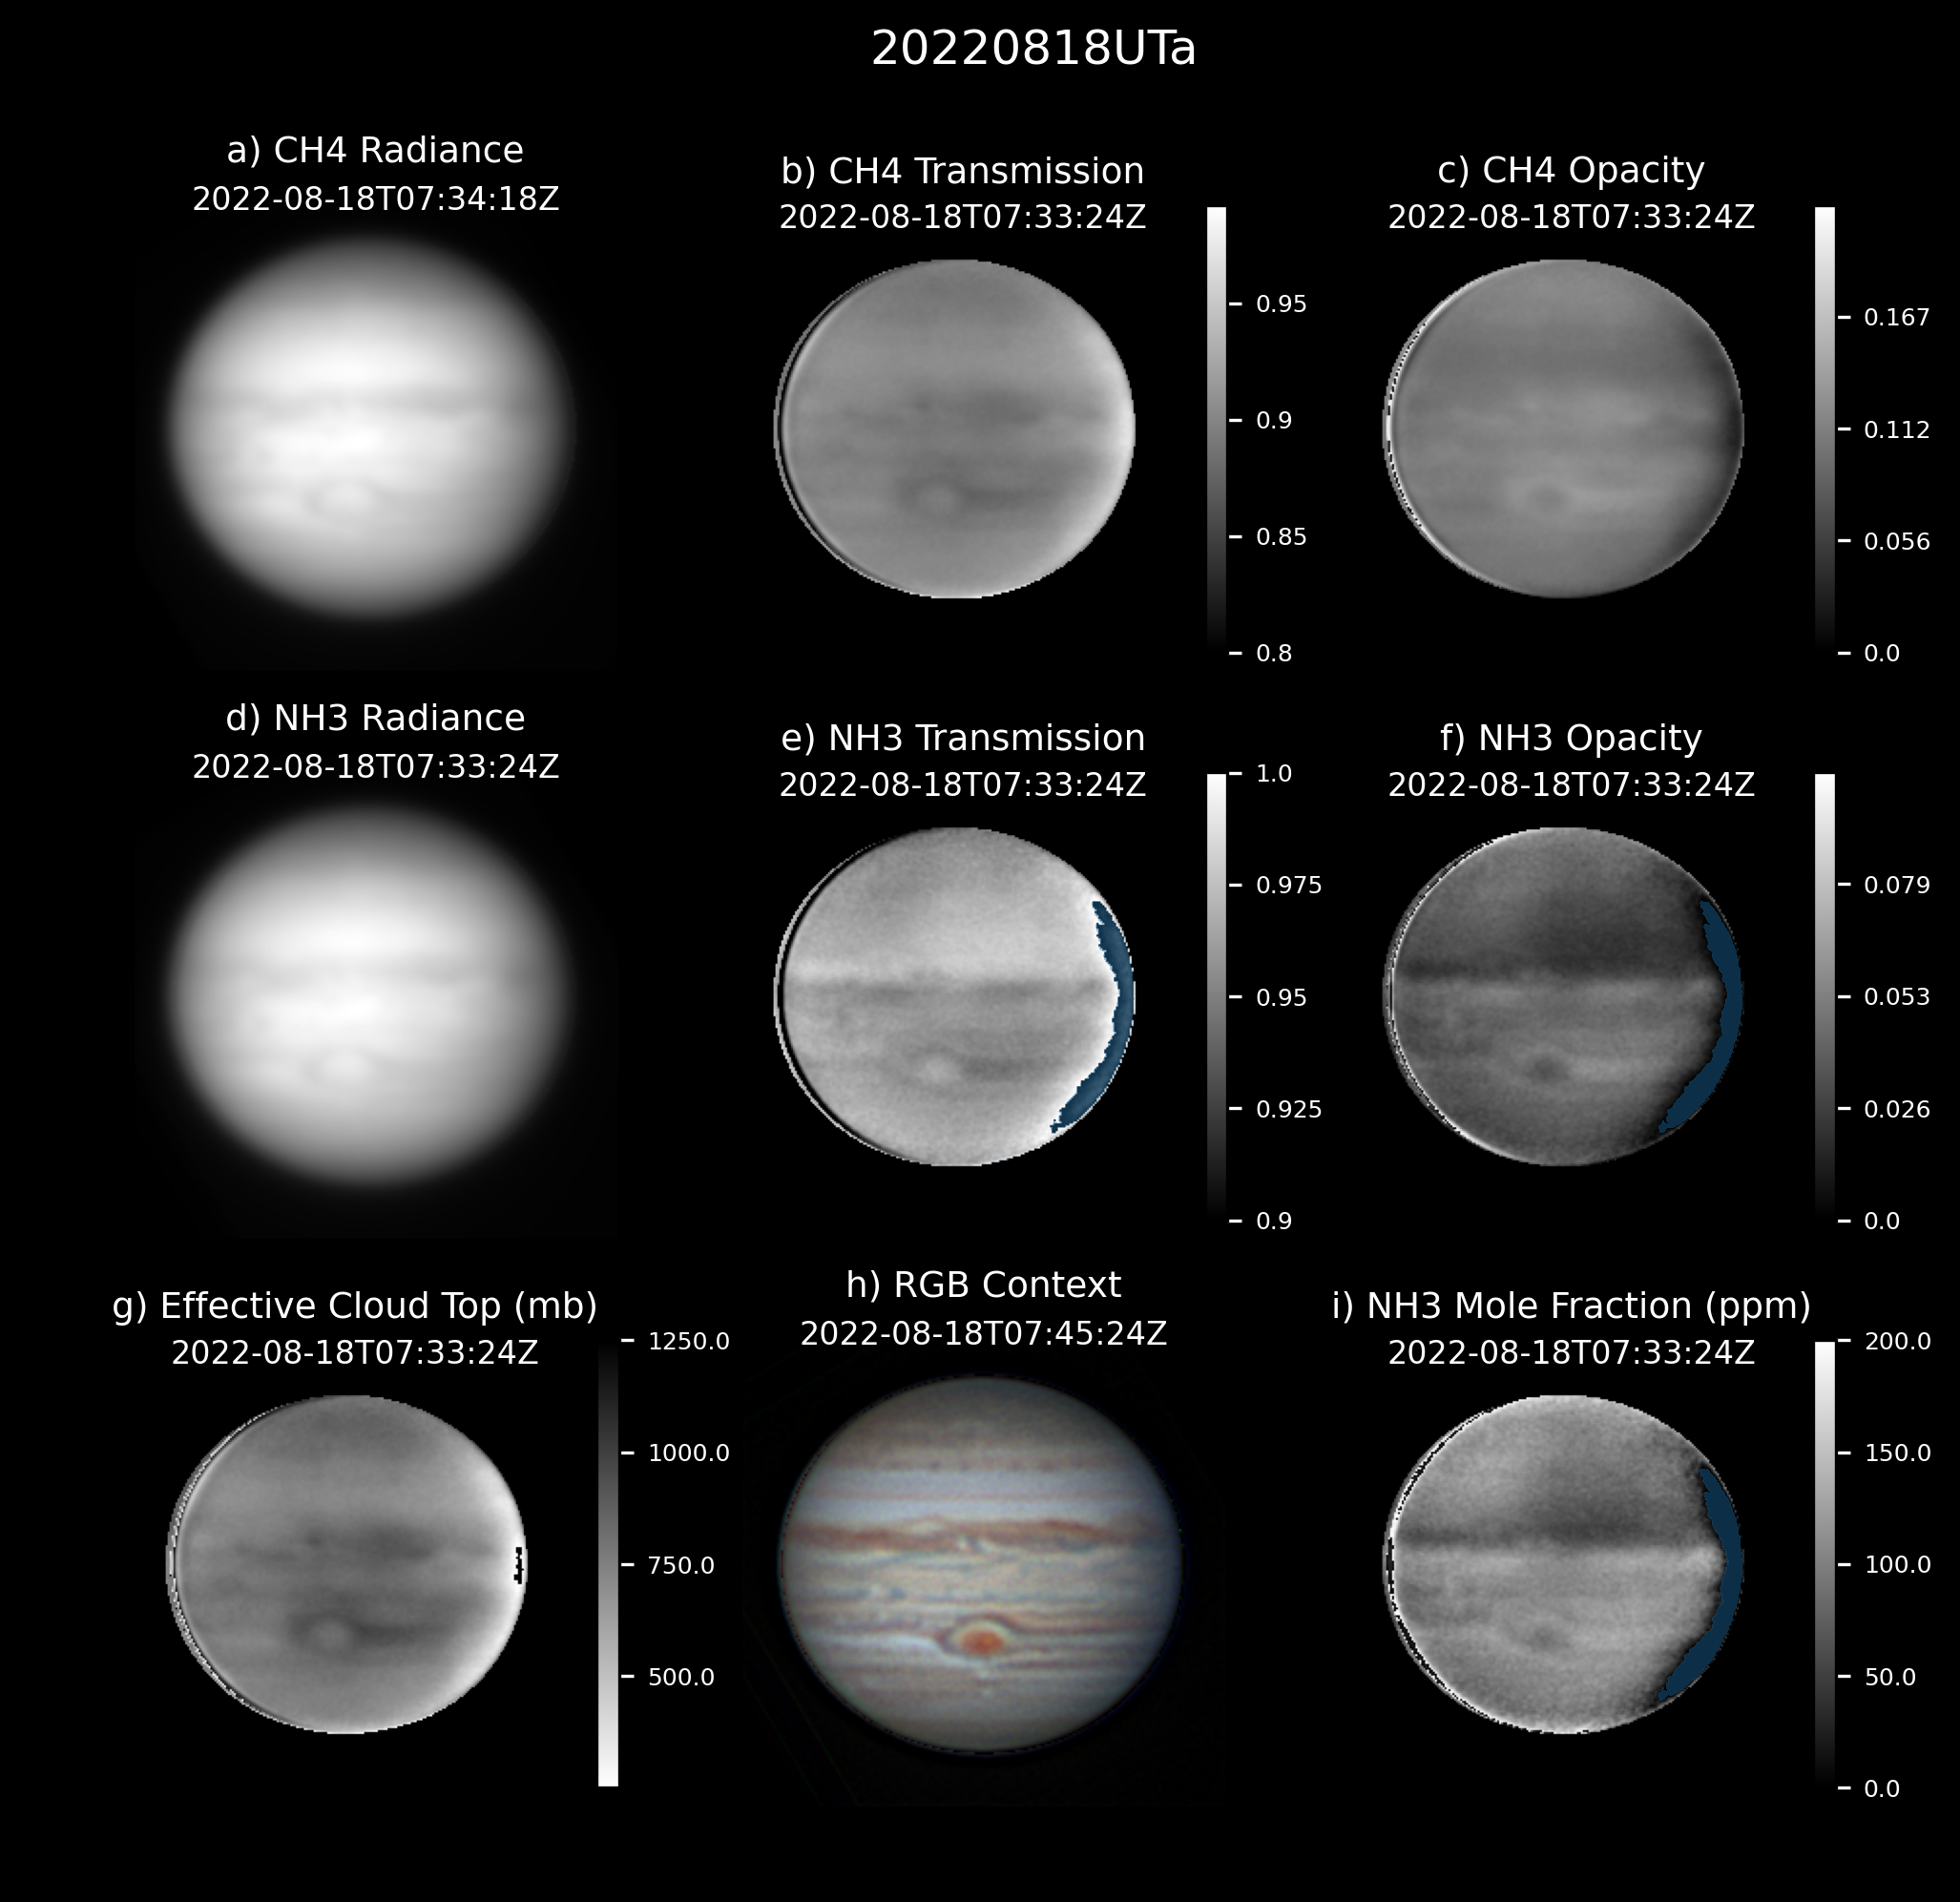 20220818UTa
a) CH4 Radiance
2022-08-18T07:34:18Z
b) CH4 Transmission
2022-08-18T07:33:24Z
0.95
0.9
0.85
0.8
c) CH4 Opacity
2022-08-18T07:33:24Z
0.167
0.112
0.056
0.0
d) NH3 Radiance
2022-08-18T07:33:24Z
e) NH3 Transmission
2022-08-18T07:33:24Z
1.0
0.975
0.95
0.925
0.9
f) NH3 Opacity
2022-08-18T07:33:24Z
0.079
0.053
0.026
0.0
g) Effective Cloud Top (mb)
2022-08-18T07:33:24Z
1250.0
1000.0
750.0
500.0
h) RGB Context
2022-08-18T07:45:24Z
i) NH3 Mole Fraction (ppm)
2022-08-18T07:33:24Z
200.0
150.0
100.0
50.0
0.0